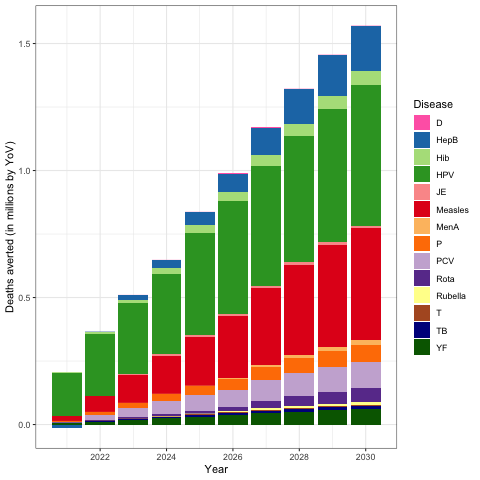 Deaths averted (in millions by YoV)
1.5
1.0
0.5
0.0
2022 2024 2026 2028 2030
Year
Disease
D
HepB
Hib
HPV
JE
Measles
MenA
P
PCV
Rota
Rubella
T
TB
YF